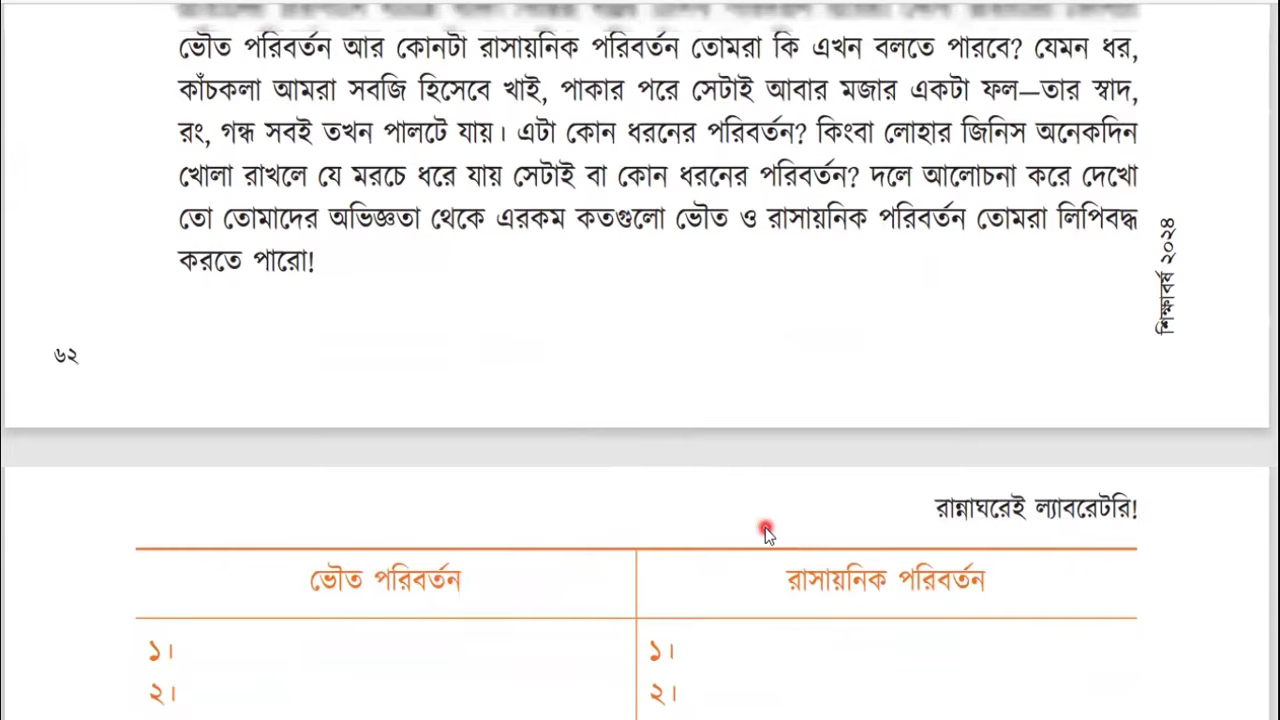 ভৌত পরিবর্তন আর কোনটা রাসায়নিক পরিবর্তন তোমরা কি এখন বলতে পারবে? যেমন ধর,
কাঁচকলা আমরা সবজি হিসেবে খাই, পাকার পরে সেটাই আবার মজার একটা ফল—তার স্বাদ,
রং, গন্ধ সবই তখন পালটে যায়। এটা কোন ধরনের পরিবর্তন? কিংবা লোহার জিনিস অনেকদিন
খোলা রাখলে যে মরচে ধরে যায় সেটাই বা কোন ধরনের পরিবর্তন? দলে আলোচনা করে দেখো
তো তোমাদের অভিজ্ঞতা থেকে এরকম কতগুলো ভৌত ও রাসায়নিক পরিবর্তন তোমরা লিপিবদ্ধ
করতে পারো!
শিক্ষাবর্ষ ২০২৪
৬২
রান্নাঘরেই ল্যাবরেটরি!
ভৌত পরিবর্তন রাসায়নিক পরিবর্তন
১। ১।
২। ২।